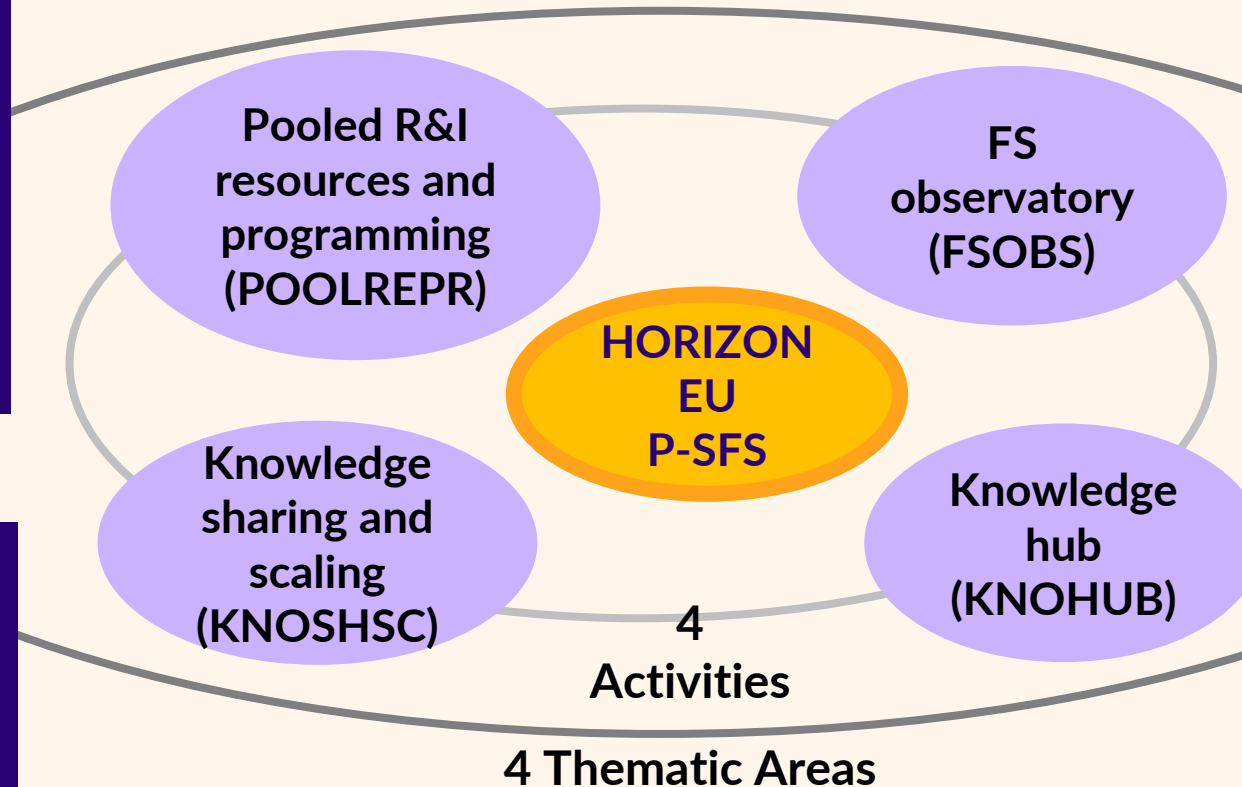 Pooled R&I
resources and
programming
(POOLREPR)
FS
observatory
(FSOBS)
HORIZON
EU
P-SFS
Knowledge
sharing and
scaling
(KNOSHSC)
Knowledge
hub
(KNOHUB)
4
Activities
4 Thematic Areas